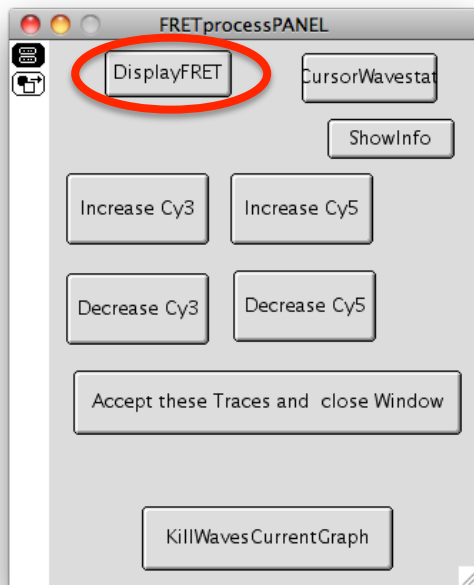 FRETprocessPANEL
DisplayFRET
CursorWavestat
ShowInfo
Increase Cy3
Increase Cy5
Decrease Cy3
Decrease Cy5
Accept these Traces and close Window
KillWavesCurrentGraph